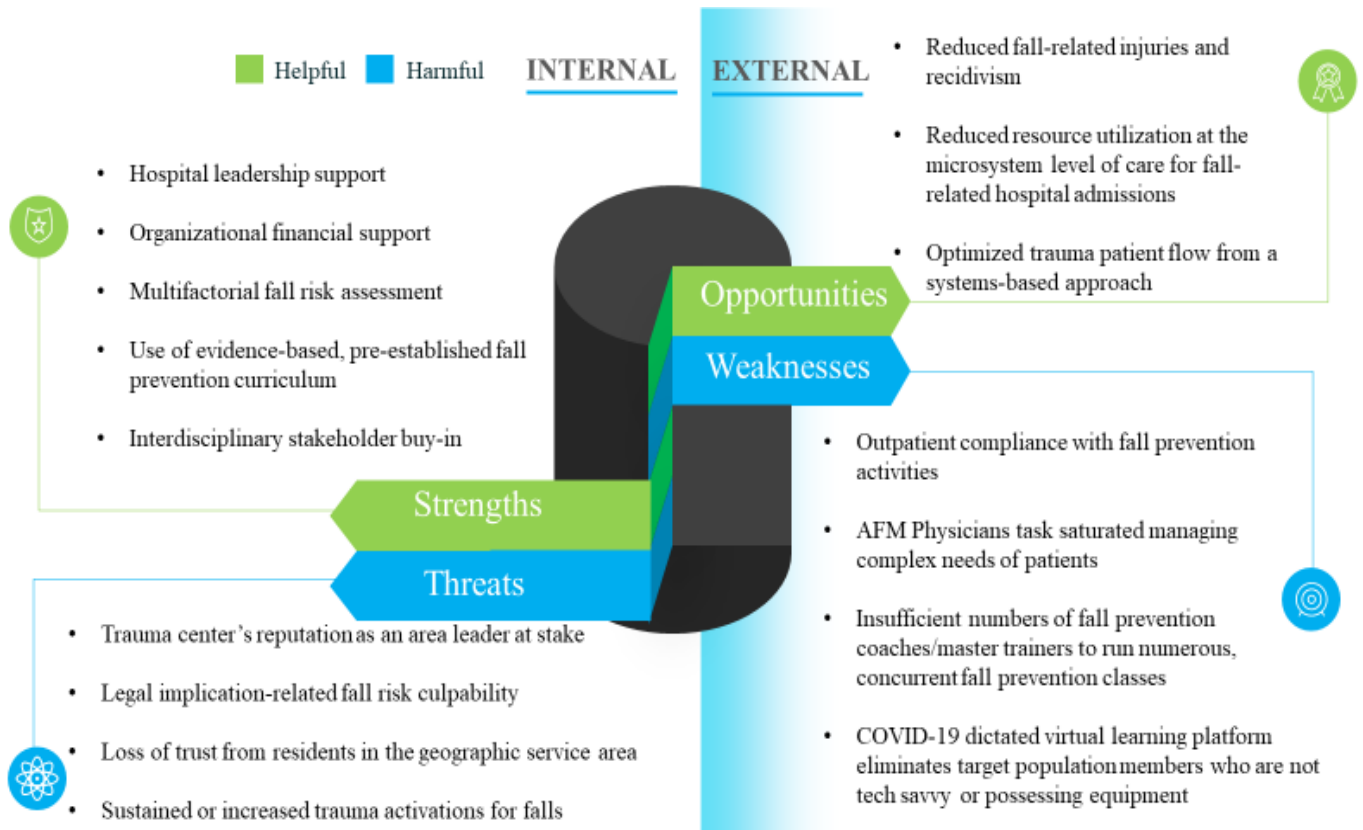 Helpful
Harmful
INTERNAL
EXTERNAL
• Hospital leadership support
• Organizational financial support
• Multifactorial fall risk assessment
• Use of evidence-based, pre-established fall
prevention curriculum
• Interdisciplinary stakeholder buy-in
Strengths
Threats
• Trauma center's reputation as an area leader at stake
• Legal implication-related fall risk culpability
• Loss of trust from residents in the geographic service area
• Sustained or increased trauma activations for falls
• Reduced fall-related injuries and
recidivism
• Reduced resource utilization at the
microsystem level of care for fall-
related hospital admissions
• Optimized trauma patient flow from a
systems-based approach
Opportunities
Weaknesses
• Outpatient compliance with fall prevention
activities
• AFM Physicians task saturated managing
complex needs of patients
• Insufficient numbers of fall prevention
coaches/master trainers to run numerous,
concurrent fall prevention classes
• COVID-19 dictated virtual learning platform
eliminates target population members who are not
tech savvy or possessing equipment